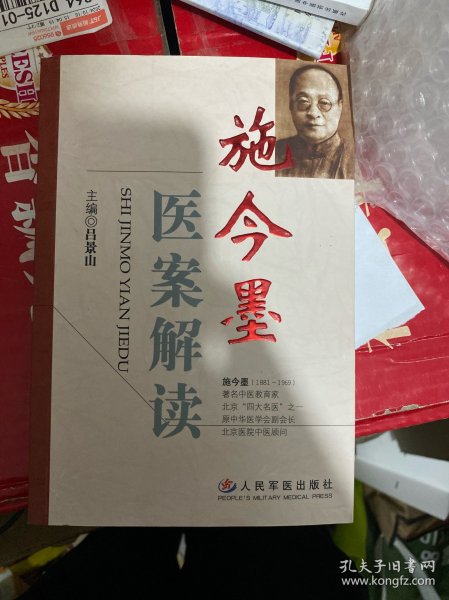 施今墨
医案解读
SHI JINMO YIAN JIEDU
主编◎吕景山
施今墨(1881-1969)
著名中医教育家
北京“四大名医”之一
原中华医学会副会长
北京医院中医顾问
人民军医出版社
PEOPLE'S MILITARY MEDICAL PRESS
孔夫子旧书网
www.kongfz.com